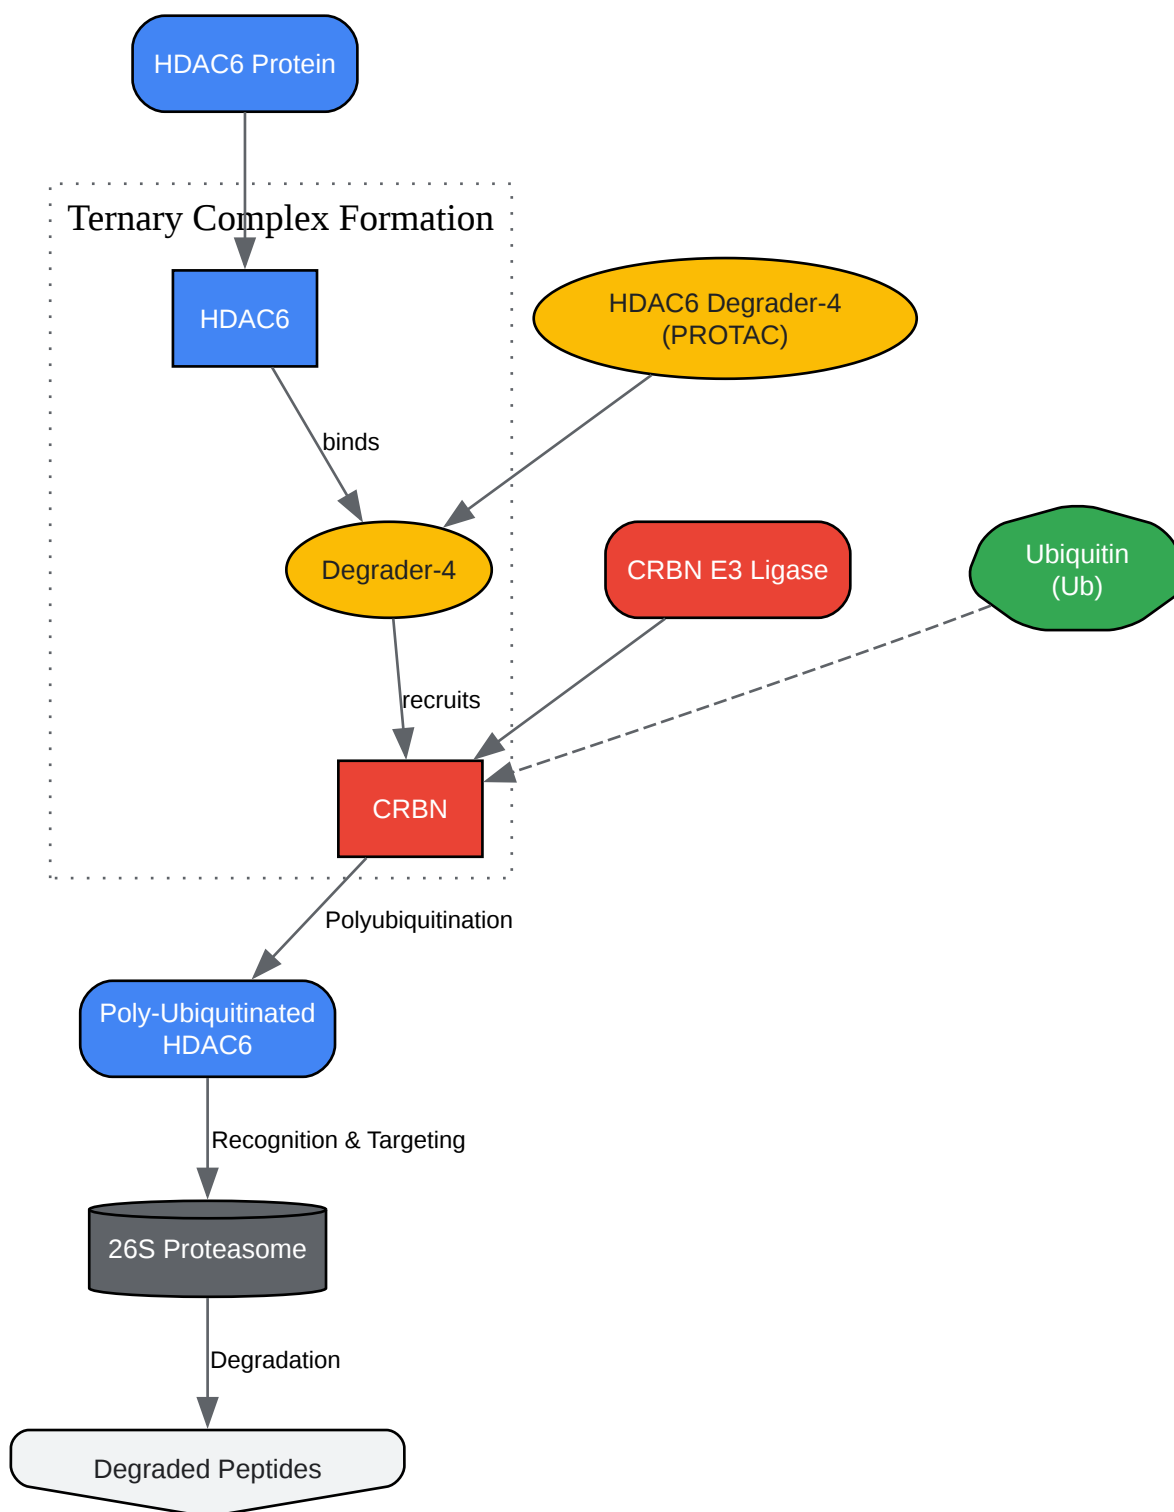 HDAC6 Protein
Ternary Complex Formation
HDAC6
HDAC6 Degrader-4
(PROTAC)
binds
Degrader-4
CRBN E3 Ligase
Ubiquitin
(Ub)
recruits
CRBN
Polyubiquitination
Poly-Ubiquitinated
HDAC6
Recognition & Targeting
26S Proteasome
Degradation
Degraded Peptides